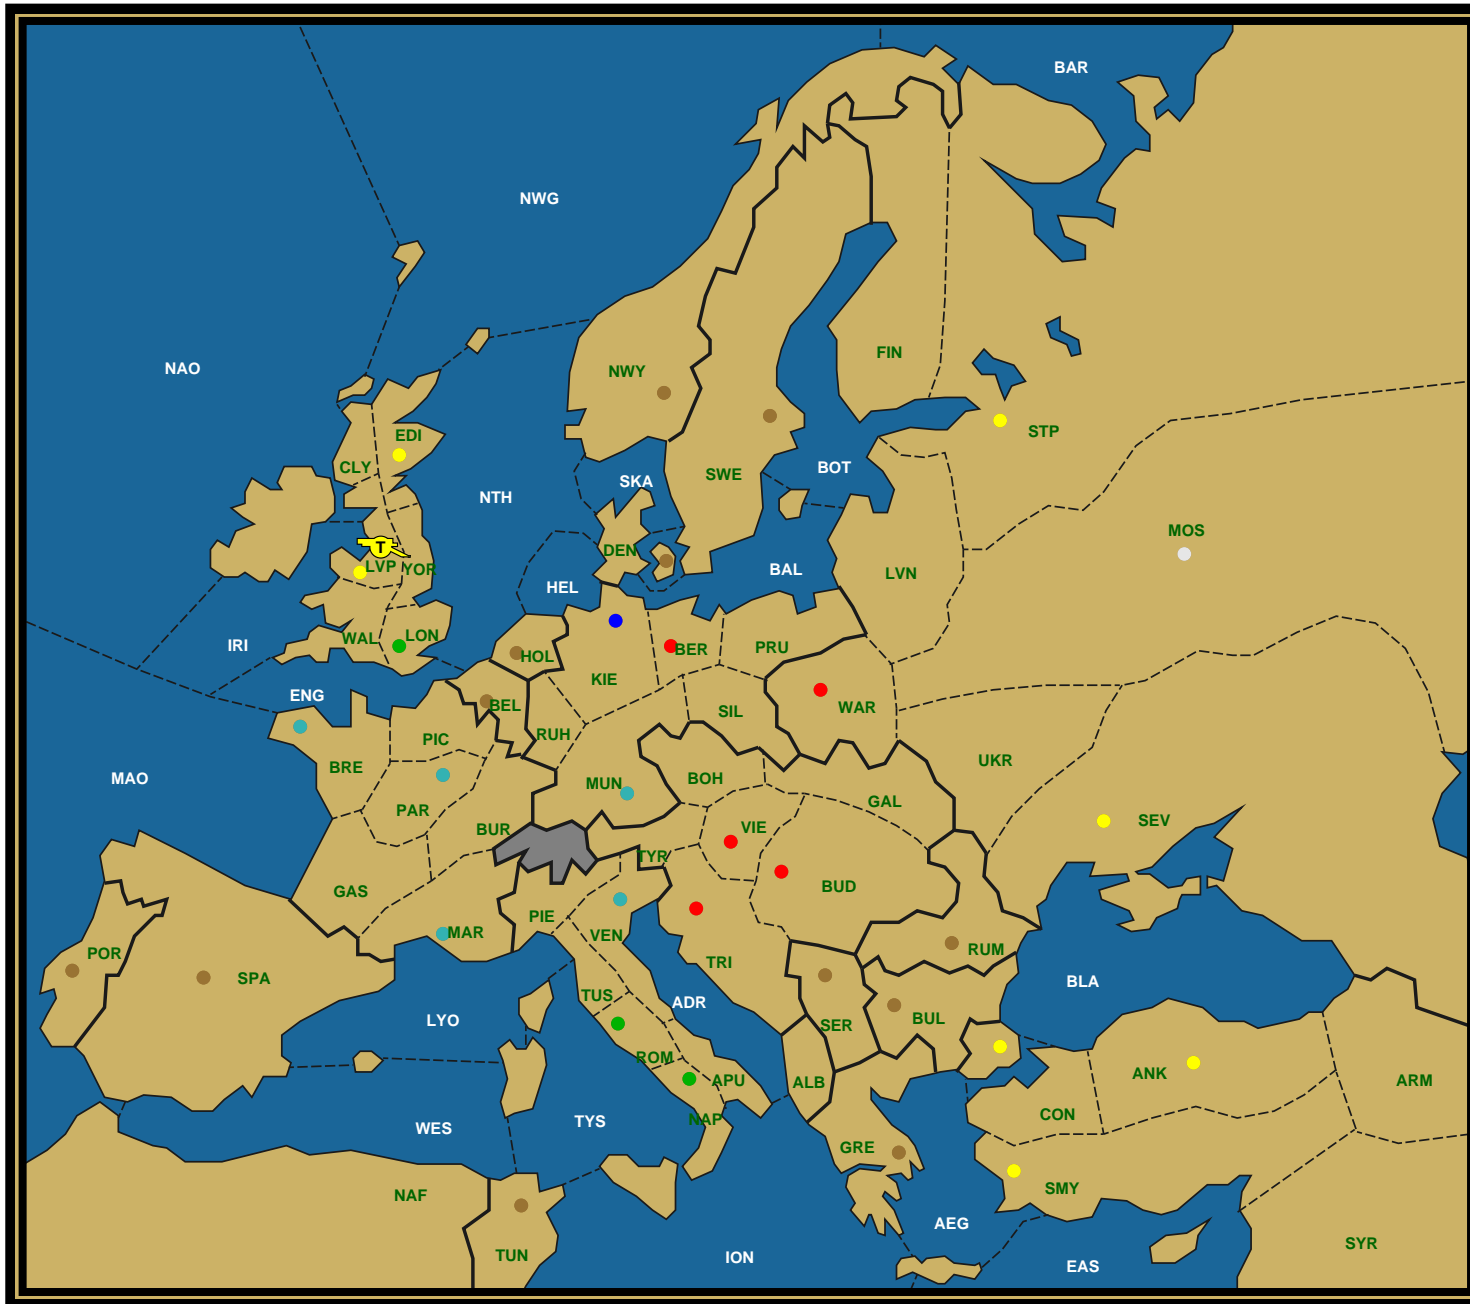 BAR
NWG
NAO
FIN
NWY
EDI
STP
CLY
SKA
BOT
SWE
NTH
MOS
DEN
T
LVP
YOR
BAL
LVN
HEL
WAL
LON
IRI
HOL
BER
PRU
KIE
ENG
BEL
SIL
WAR
PIC
RUH
UKR
BRE
MAO
MUN
BOH
PAR
GAL
BUR
VIE
SEV
TYR
GAS
BUD
PIE
MAR
VEN
POR
RUM
TRI
SPA
BLA
TUS
ADR
LYO
SER
BUL
ROM
ANK
APU
ALB
ARM
CON
NAP
TYS
WES
GRE
SMY
NAF
AEG
SYR
TUN
ION
EAS